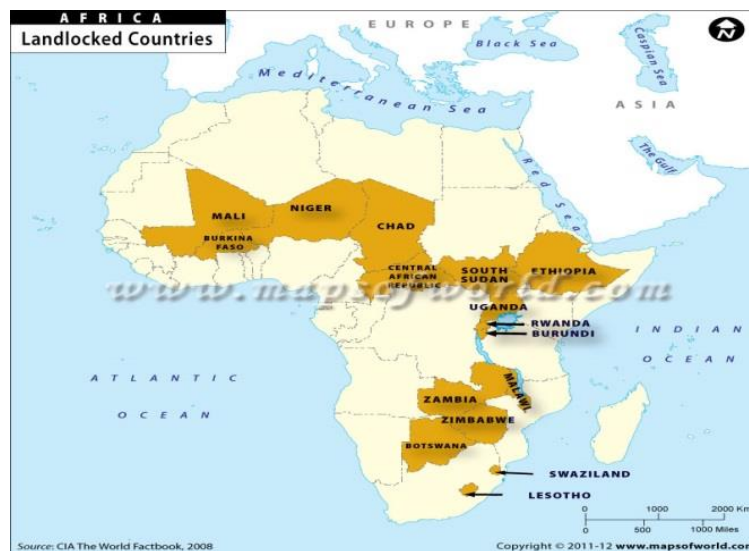 AFRICA
Landlocked Countries
EUROPE
Black Sea
Caspian Sea
Mediterranean Sea
ASIA
The Gulf
Red Sea
MALI
NIGER
CHAD
BURKINA
FASO
CENTRAL
AFRICAN
REPUBLIC
SOUTH
SUDAN
ETHIOPIA
www.mapsofworld.com
UGANDA
RWANDA
BURUNDI
INDIAN
OCEAN
ATLANTIC
OCEAN
MALAWI
ZAMBIA
ZIMBABWE
BOTSWANA
SWAZILAND
LESOTHO
0 1000 2000 Km
0 1000 Miles
N
Source: CIA The World Factbook, 2008
Copyright © 2011-12 www.mapsofworld.com